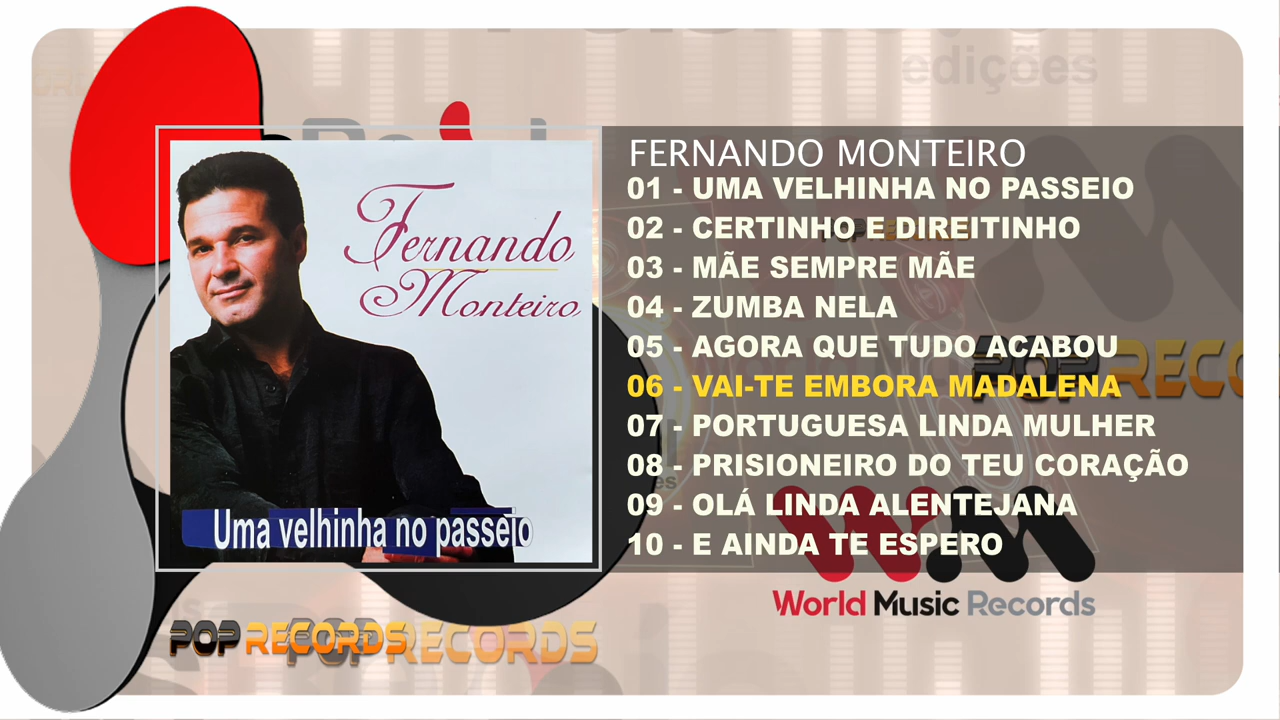 edições
FERNANDO MONTEIRO
01 - UMA VELHINHA NO PASSEIO
02 - CERTINHO E DIREITINHO
03 - MÃE SEMPRE MÃE
04 - ZUMBA NELA
05 - AGORA QUE TUDO ACABOU
06 - VAI-TE EMBORA MADALENA
07 - PORTUGUESA LINDA MULHER
08 - PRISIONEIRO DO TEU CORAÇÃO
09 - OLÁ LINDA ALENTEJANA
10 - E AINDA TE ESPERO
Fernando
Monteiro
Uma velhinha no passeio
POP RECORDS
World Music Records
POP RECORDS
POP RECORDS